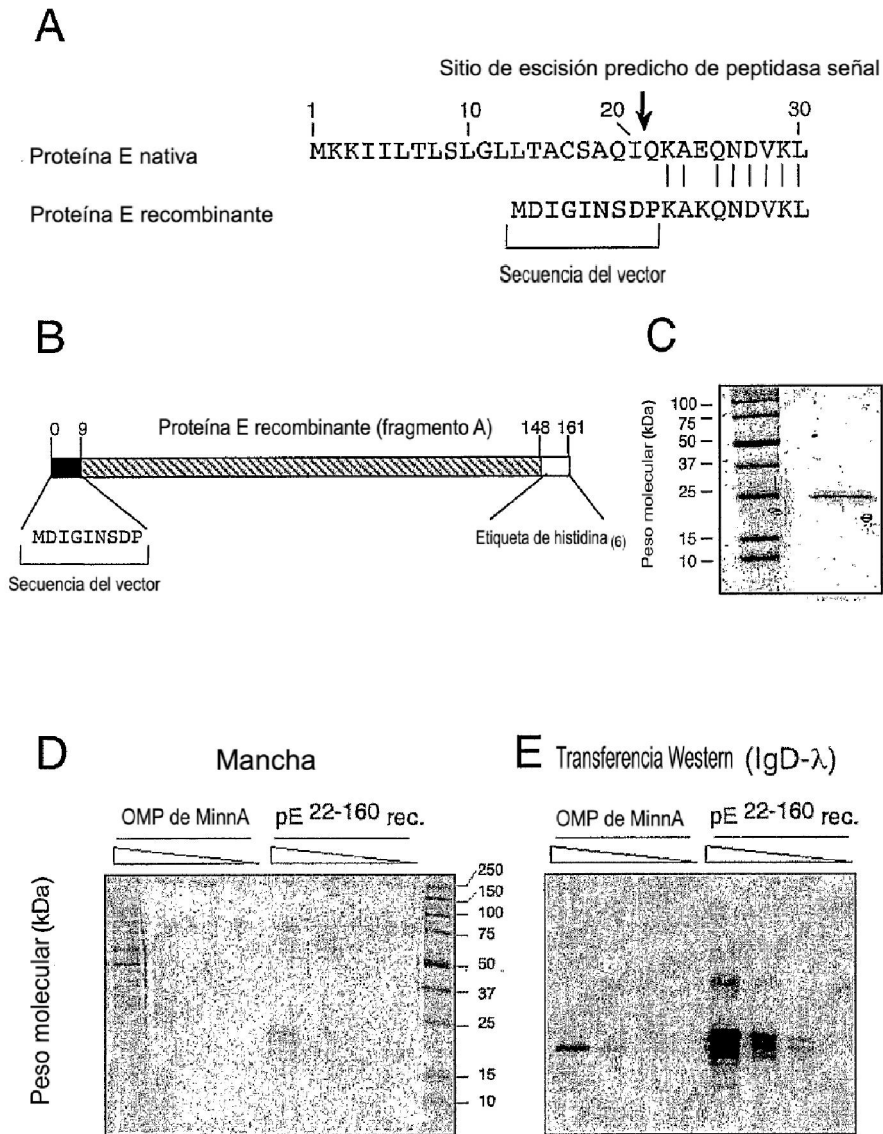 A
Sitio de escisión predicho de peptidasa señal
1 10 20 30
Proteína E nativa MKKIILTLSLGLLTACSAQIQKAEQNDVKL
Proteína E recombinante MDIGINSDPKAKQNDVKL
Secuencia del vector
B
C
0 9 Proteína E recombinante (fragmento A) 148 161
MDIGINSDP
Secuencia del vector
Etiqueta de histidina (6)
Peso molecular (kDa)
100
75
50
37
25
15
10
D Mancha
OMP de MinnA pE 22-160 rec.
Peso molecular (kDa)
250
150
100
75
50
37
25
15
10
E Transferencia Western (IgD-λ)
OMP de MinnA pE 22-160 rec.